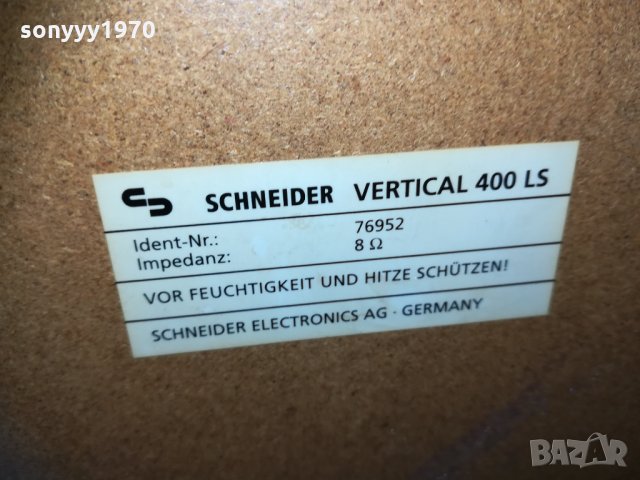 sonyyy1970
SCHNEIDER VERTICAL 400 LS
Ident-Nr.: 76952
Impedanz: 8 Ω
VOR FEUCHTIGKEIT UND HITZE SCHÜTZEN!
SCHNEIDER ELECTRONICS AG · GERMANY
BAZAR